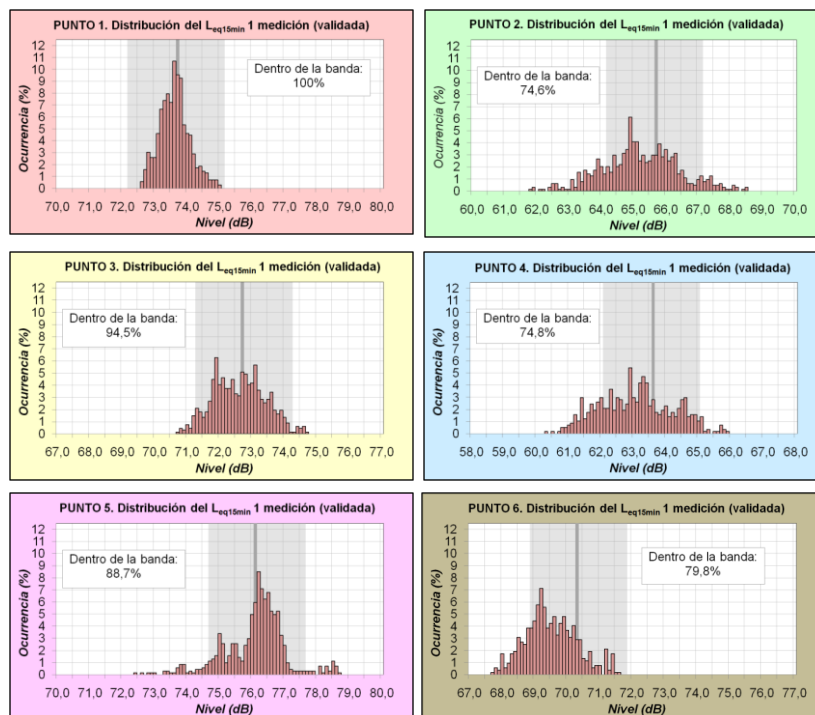 PUNTO 1. Distribución del Leq15min 1 medición (validada)
Ocurrencia (%)
12
11
10
9
8
7
6
5
4
3
2
1
0
Dentro de la banda:
100%
70,0 71,0 72,0 73,0 74,0 75,0 76,0 77,0 78,0 79,0 80,0
Nivel (dB)
PUNTO 2. Distribución del Leq15min 1 medición (validada)
Ocurrencia (%)
12
11
10
9
8
7
6
5
4
3
2
1
0
Dentro de la banda:
74,6%
60,0 61,0 62,0 63,0 64,0 65,0 66,0 67,0 68,0 69,0 70,0
Nivel (dB)
PUNTO 3. Distribución del Leq15min 1 medición (validada)
Ocurrencia (%)
12
11
10
9
8
7
6
5
4
3
2
1
0
Dentro de la banda:
94,5%
67,0 68,0 69,0 70,0 71,0 72,0 73,0 74,0 75,0 76,0 77,0
Nivel (dB)
PUNTO 4. Distribución del Leq15min 1 medición (validada)
Ocurrencia (%)
12
11
10
9
8
7
6
5
4
3
2
1
0
Dentro de la banda:
74,8%
58,0 59,0 60,0 61,0 62,0 63,0 64,0 65,0 66,0 67,0 68,0
Nivel (dB)
PUNTO 5. Distribución del Leq15min 1 medición (validada)
Ocurrencia (%)
12
11
10
9
8
7
6
5
4
3
2
1
0
Dentro de la banda:
88,7%
70,0 71,0 72,0 73,0 74,0 75,0 76,0 77,0 78,0 79,0 80,0
Nivel (dB)
PUNTO 6. Distribución del Leq15min 1 medición (validada)
Ocurrencia (%)
12
11
10
9
8
7
6
5
4
3
2
1
0
Dentro de la banda:
79,8%
67,0 68,0 69,0 70,0 71,0 72,0 73,0 74,0 75,0 76,0 77,0
Nivel (dB)